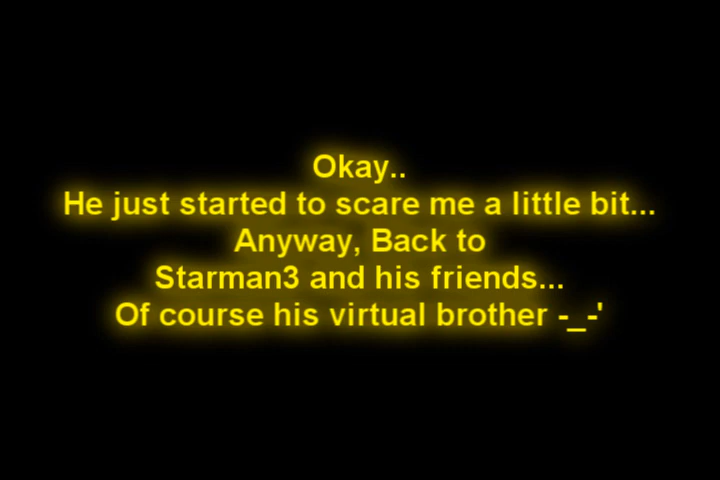 Okay..
He just started to scare me a little bit...
Anyway, Back to
Starman3 and his friends...
Of course his virtual brother -_-'